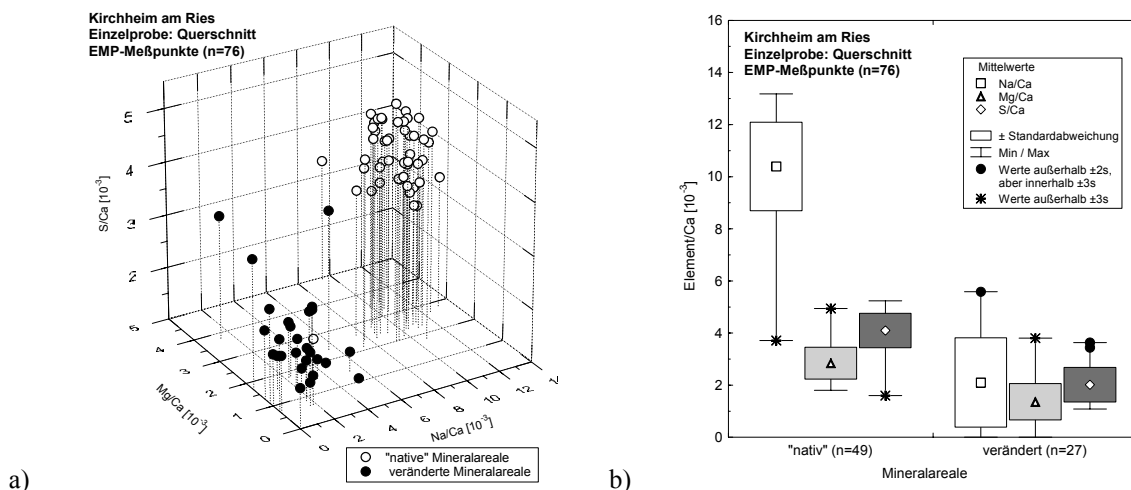 Kirchheim am Ries
Einzelprobe: Querschnitt
EMP-Meßpunkte (n=76)
S/Ca [10⁻³]
5
4
3
2
5
4
3
2
1
0
Mg/Ca [10⁻³]
0
2
4
6
8
10
12
Na/Ca [10⁻³]
"native" Mineralareale
veränderte Mineralareale
a)
Kirchheim am Ries
Einzelprobe: Querschnitt
EMP-Meßpunkte (n=76)
Mittelwerte
Na/Ca
Mg/Ca
S/Ca
± Standardabweichung
Min / Max
Werte außerhalb ±2s,
aber innerhalb ±3s
Werte außerhalb ±3s
Element/Ca [10⁻³]
16
14
12
10
8
6
4
2
0
"nativ" (n=49)
verändert (n=27)
Mineralareale
b)